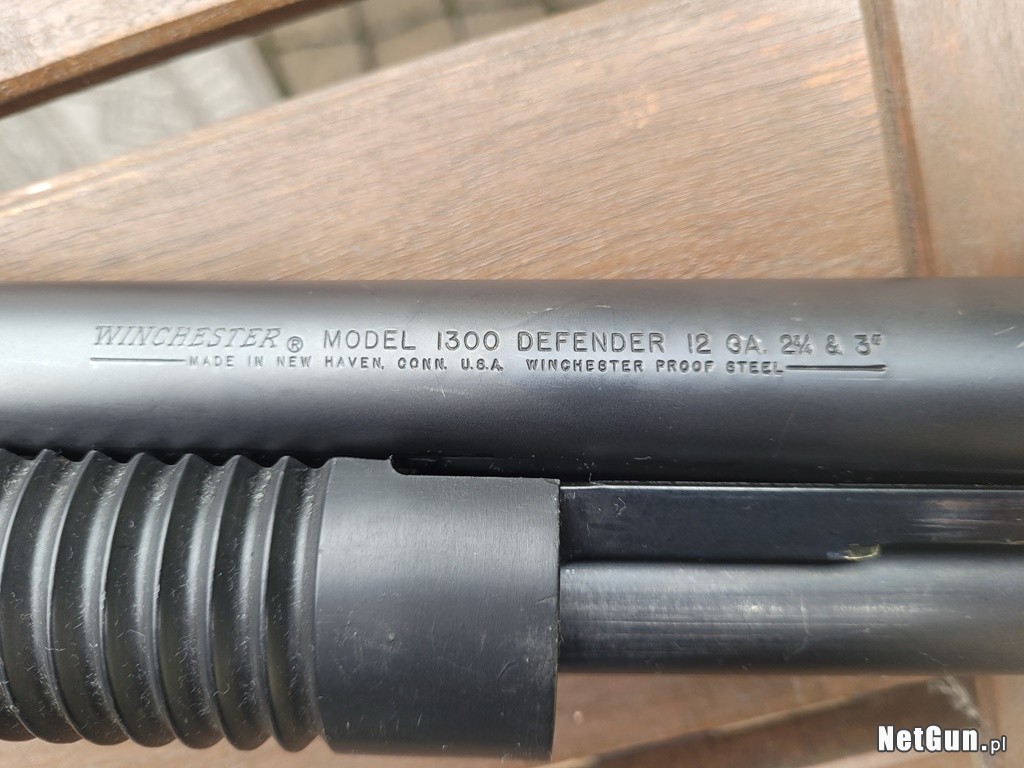 WINCHESTER® MODEL 1300 DEFENDER 12 GA. 2¾ & 3"
MADE IN NEW HAVEN, CONN. U.S.A. WINCHESTER PROOF STEEL
NetGun.pl